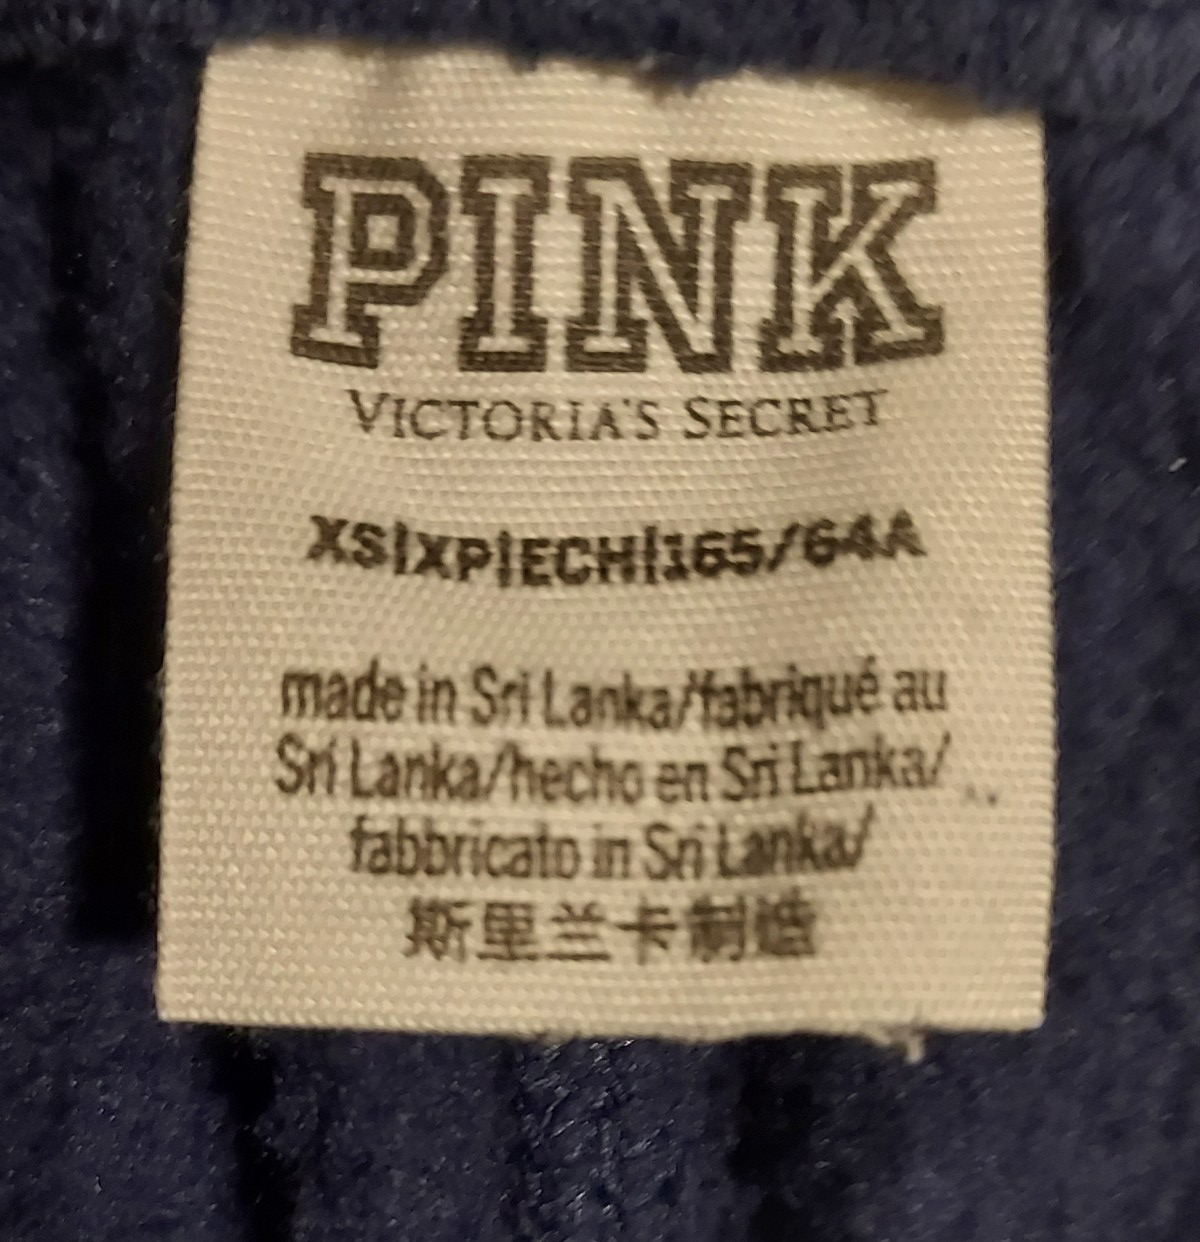 PINK
VICTORIA'S SECRET
XS|XP|ECH|165/64A
made in Sri Lanka/fabriqué au
Sri Lanka/hecho en Sri Lanka/
fabbricato in Sri Lanka/
斯里兰卡制造